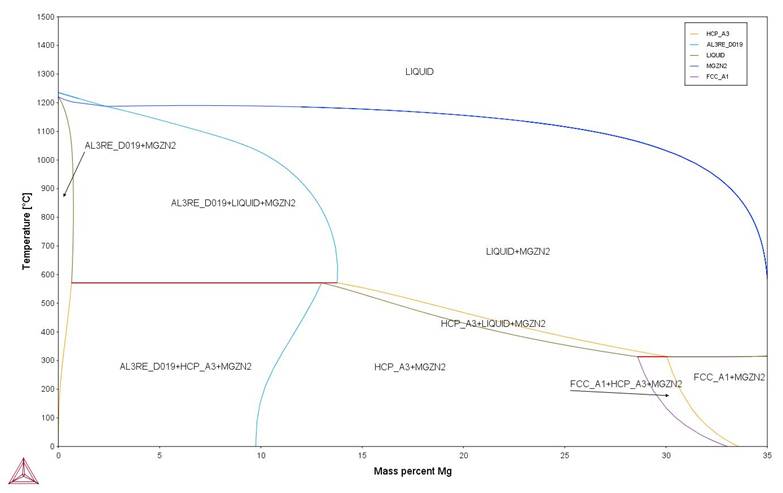 1500
1400
1300
1200
1100
1000
900
800
700
600
500
400
300
200
100
0
Temperature [°C]
HCP_A3
AL3RE_D019
LIQUID
MGZN2
FCC_A1
LIQUID
AL3RE_D019+MGZN2
AL3RE_D019+LIQUID+MGZN2
LIQUID+MGZN2
HCP_A3+LIQUID+MGZN2
AL3RE_D019+HCP_A3+MGZN2
HCP_A3+MGZN2
FCC_A1+MGZN2
FCC_A1+HCP_A3+MGZN2
0 5 10 15 20 25 30 35
Mass percent Mg